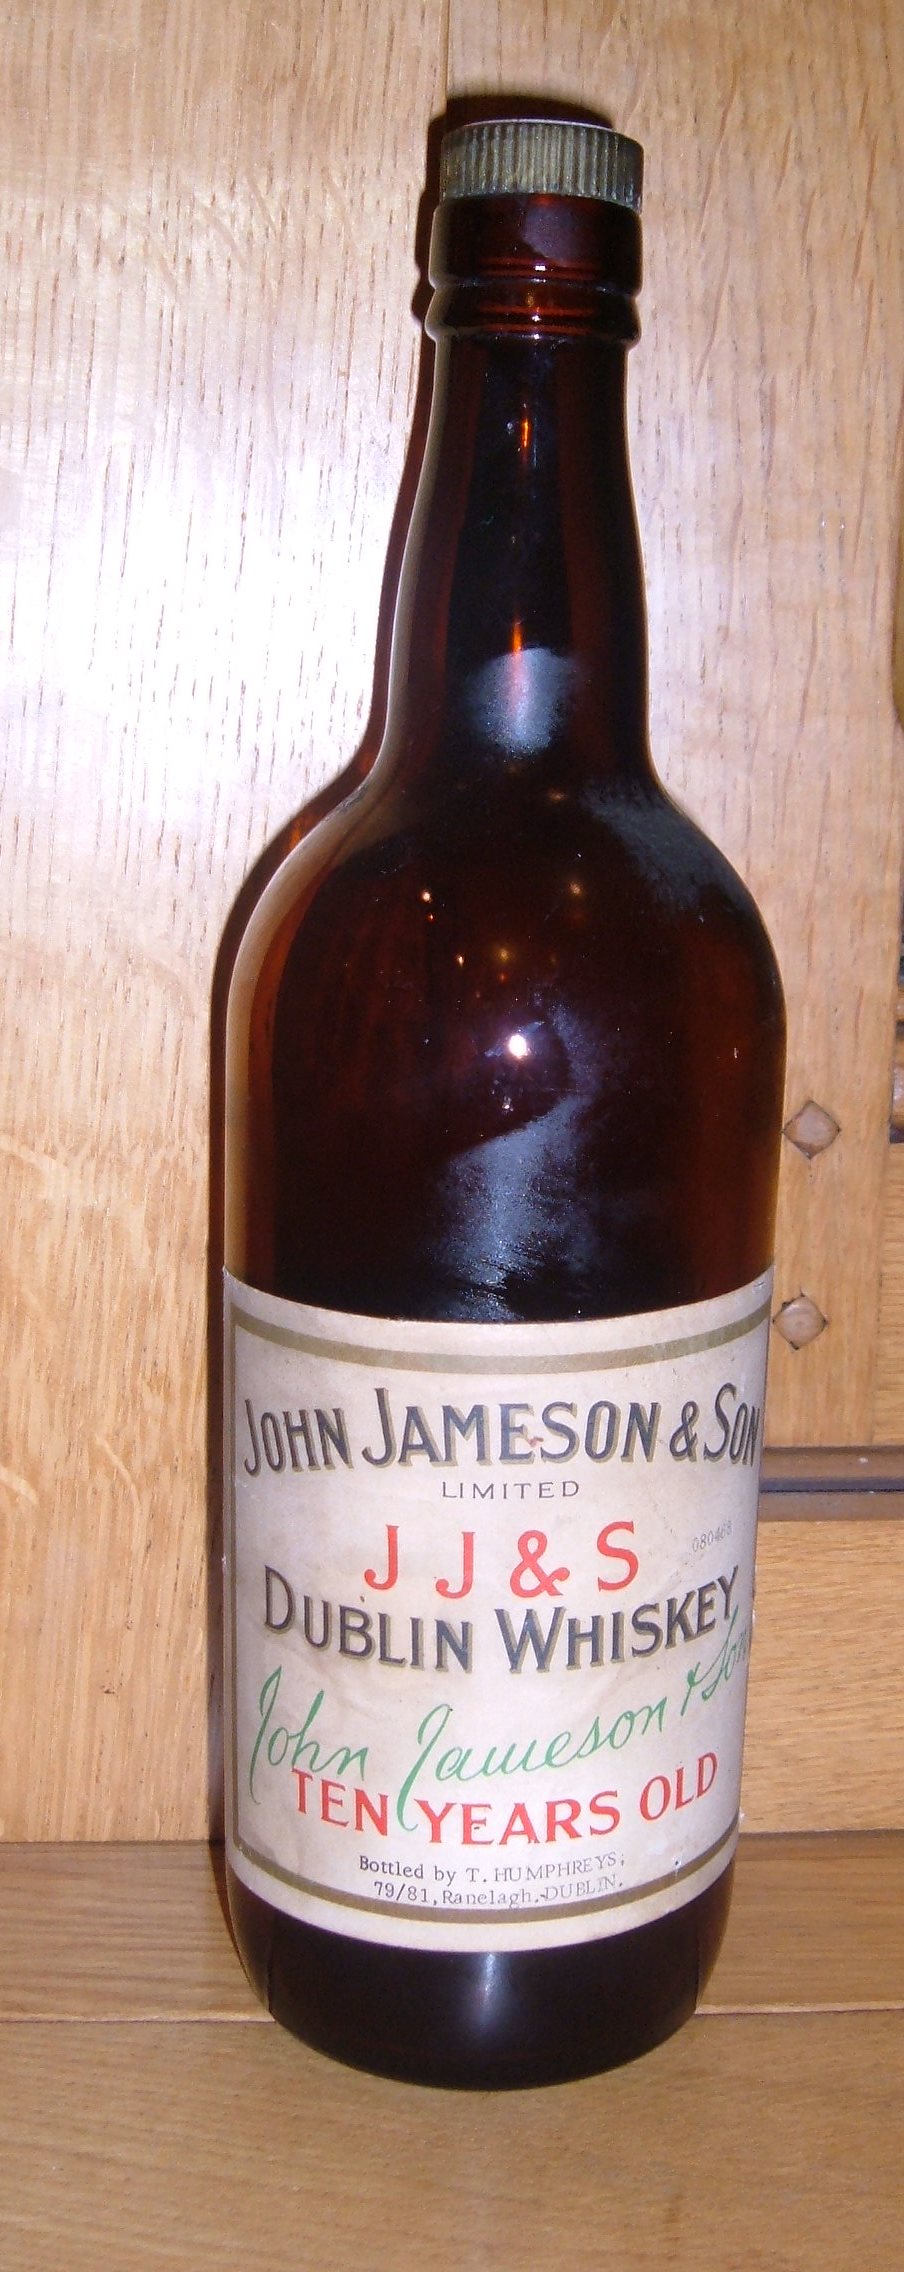 JOHN JAMESON & SON
LIMITED
J J & S
080468
DUBLIN WHISKEY
John Jameson & Son
TEN YEARS OLD
Bottled by T. HUMPHREYS,
79/81, Ranelagh. DUBLIN.